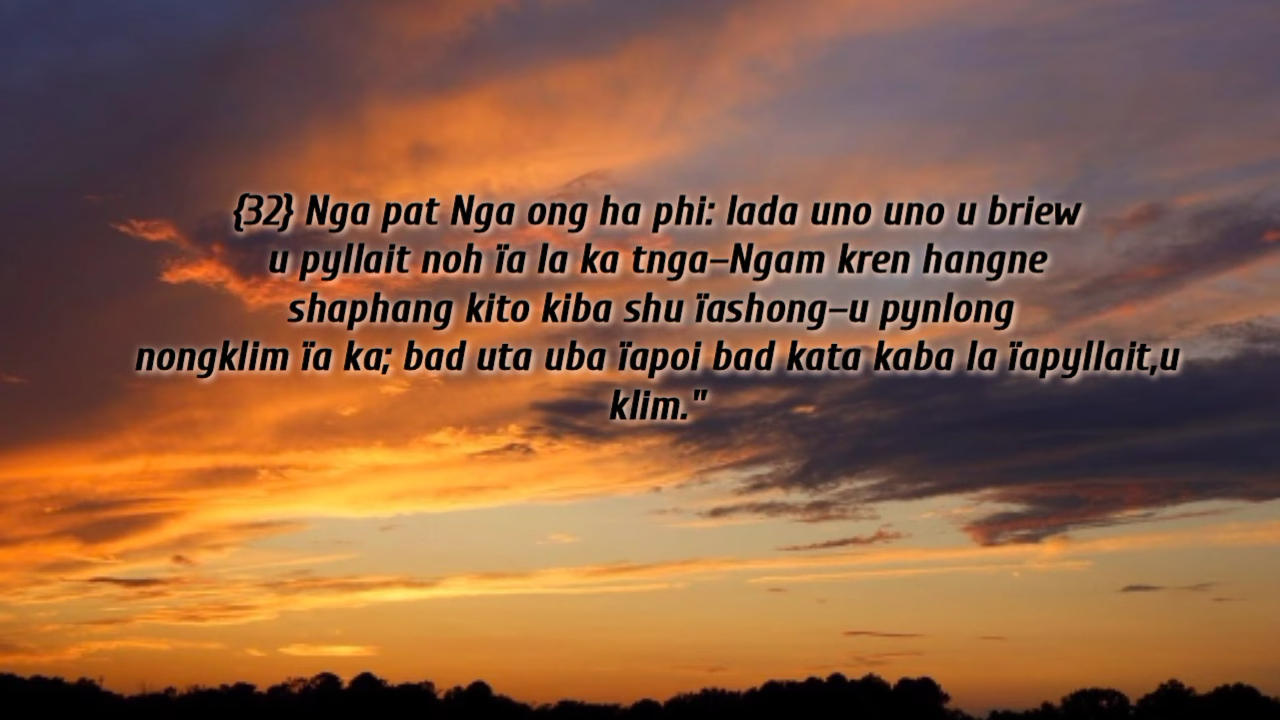 {32} Nga pat Nga ong ha phi: lada uno uno u briew
u pyllait noh ïa la ka tnga–Ngam kren hangne
shaphang kito kiba shu ïashong–u pynlong
nongklim ïa ka; bad uta uba ïapoi bad kata kaba la ïapyllait,u
klim."